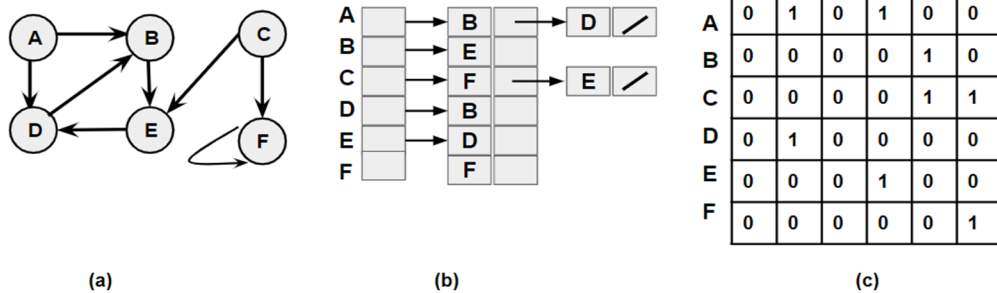 A B C
D E F
(a)
A B D
B E
C F E
D B
E D
F F
(b)
A 0 1 0 1 0 0
B 0 0 0 0 1 0
C 0 0 0 0 1 1
D 0 1 0 0 0 0
E 0 0 0 1 0 0
F 0 0 0 0 0 1
(c)